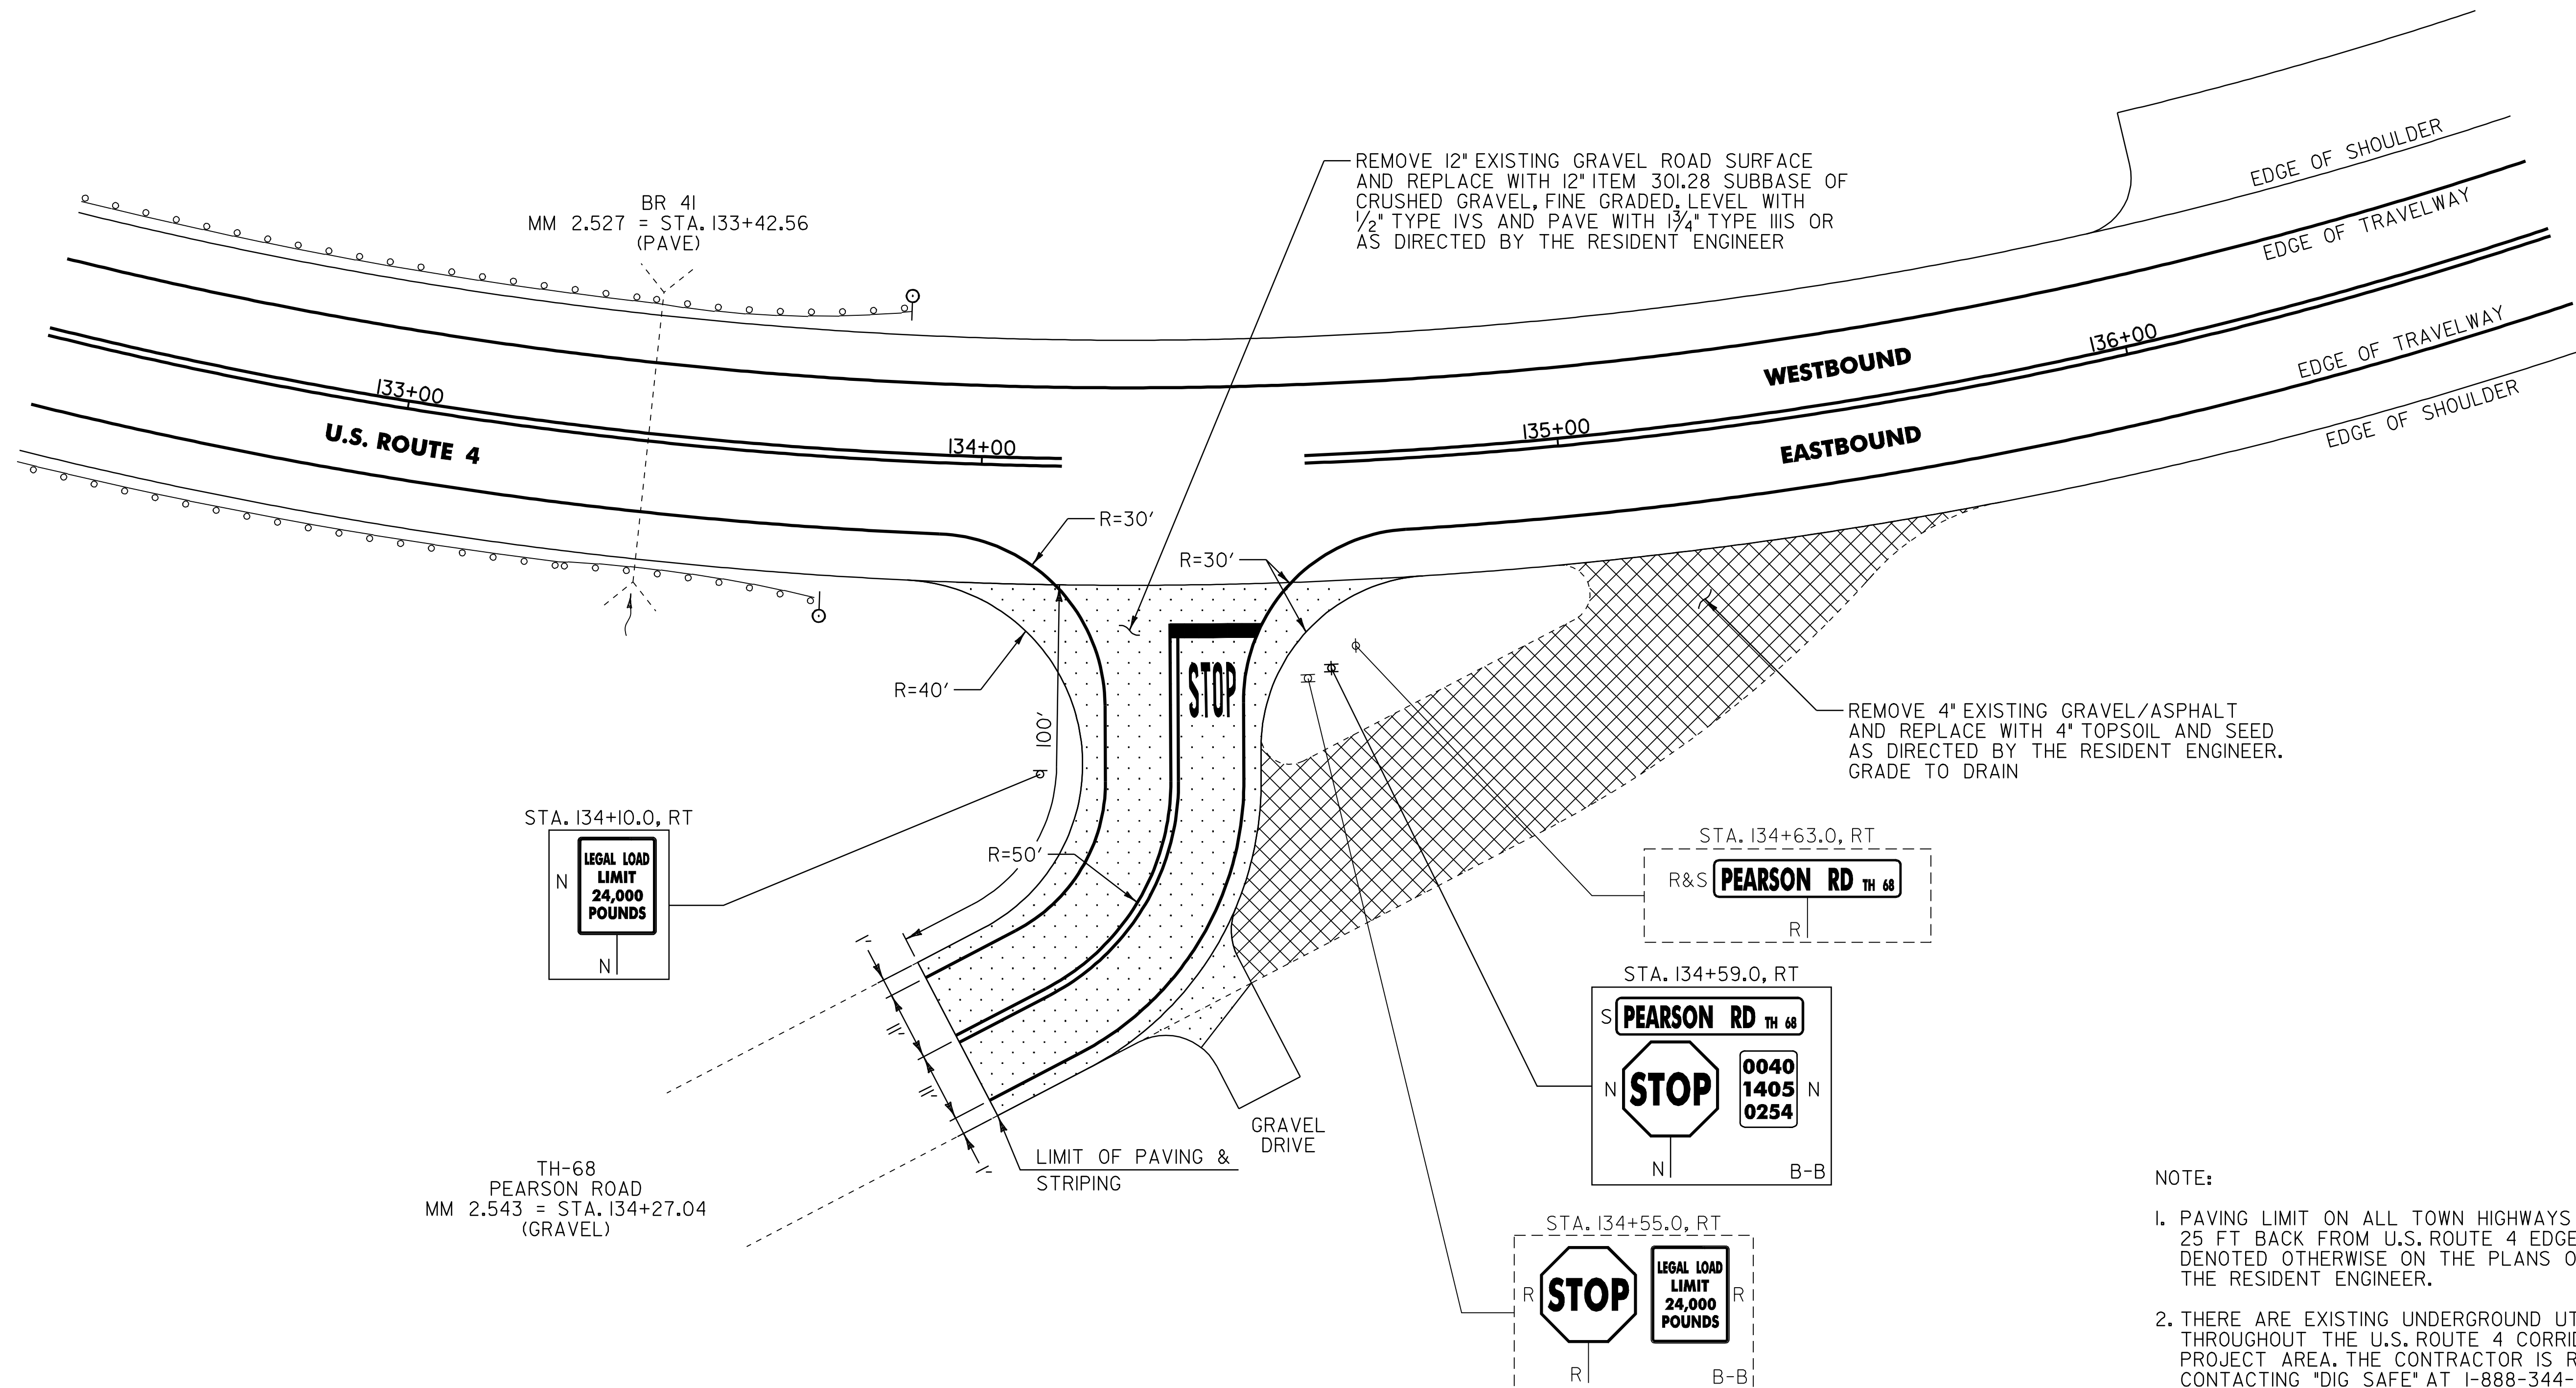 BR 41
MM 2.527 = STA. 133+42.56
(PAVE)
REMOVE 12" EXISTING GRAVEL ROAD SURFACE
AND REPLACE WITH 12" ITEM 301.28 SUBBASE OF
CRUSHED GRAVEL, FINE GRADED. LEVEL WITH
1/2" TYPE IVS AND PAVE WITH 1 3/4" TYPE IIIS OR
AS DIRECTED BY THE RESIDENT ENGINEER
EDGE OF SHOULDER
EDGE OF TRAVELWAY
133+00
134+00
135+00
136+00
U.S. ROUTE 4
WESTBOUND
EASTBOUND
EDGE OF TRAVELWAY
EDGE OF SHOULDER
R=30'
R=30'
R=40'
STOP
100'
R=50'
REMOVE 4" EXISTING GRAVEL/ASPHALT
AND REPLACE WITH 4" TOPSOIL AND SEED
AS DIRECTED BY THE RESIDENT ENGINEER.
GRADE TO DRAIN
STA. 134+10.0, RT
N
LEGAL LOAD
LIMIT
24,000
POUNDS
N
STA. 134+63.0, RT
R&S PEARSON RD TH 68
R
STA. 134+59.0, RT
S PEARSON RD TH 68
N STOP
0040
1405
0254
N
N
B-B
STA. 134+55.0, RT
R STOP
LEGAL LOAD
LIMIT
24,000
POUNDS
R
R
B-B
1'
11'
11'
1'
LIMIT OF PAVING &
STRIPING
GRAVEL
DRIVE
TH-68
PEARSON ROAD
MM 2.543 = STA. 134+27.04
(GRAVEL)
NOTE:
1. PAVING LIMIT ON ALL TOWN HIGHWAYS
25 FT BACK FROM U.S. ROUTE 4 EDGE
DENOTED OTHERWISE ON THE PLANS O
THE RESIDENT ENGINEER.
2. THERE ARE EXISTING UNDERGROUND UT
THROUGHOUT THE U.S. ROUTE 4 CORRID
PROJECT AREA. THE CONTRACTOR IS R
CONTACTING "DIG SAFE" AT 1-888-344-